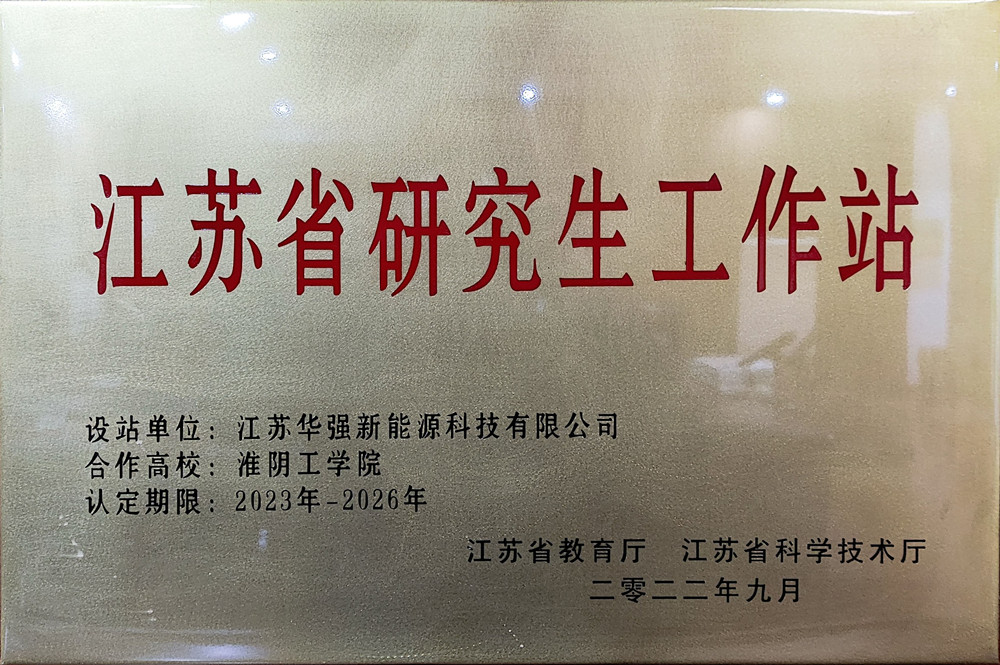 江苏省研究生工作站
设站单位：江苏华强新能源科技有限公司
合作高校：淮阴工学院
认定期限：2023年-2026年
江苏省教育厅 江苏省科学技术厅
二零二二年九月